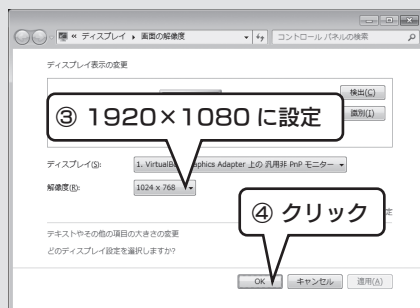 « ディスプレイ ▸ 画面の解像度
コントロール パネルの検索
ディスプレイ表示の変更
検出(C)
識別(I)
③ 1920×1080 に設定
ディスプレイ(S):
1. VirtualB
aphics Adapter 上の 汎用非 PnP モニター
解像度(R):
1024 x 768
④ クリック
定
テキストやその他の項目の大きさの変更
どのディスプレイ設定を選択しますか?
OK
キャンセル
適用(A)